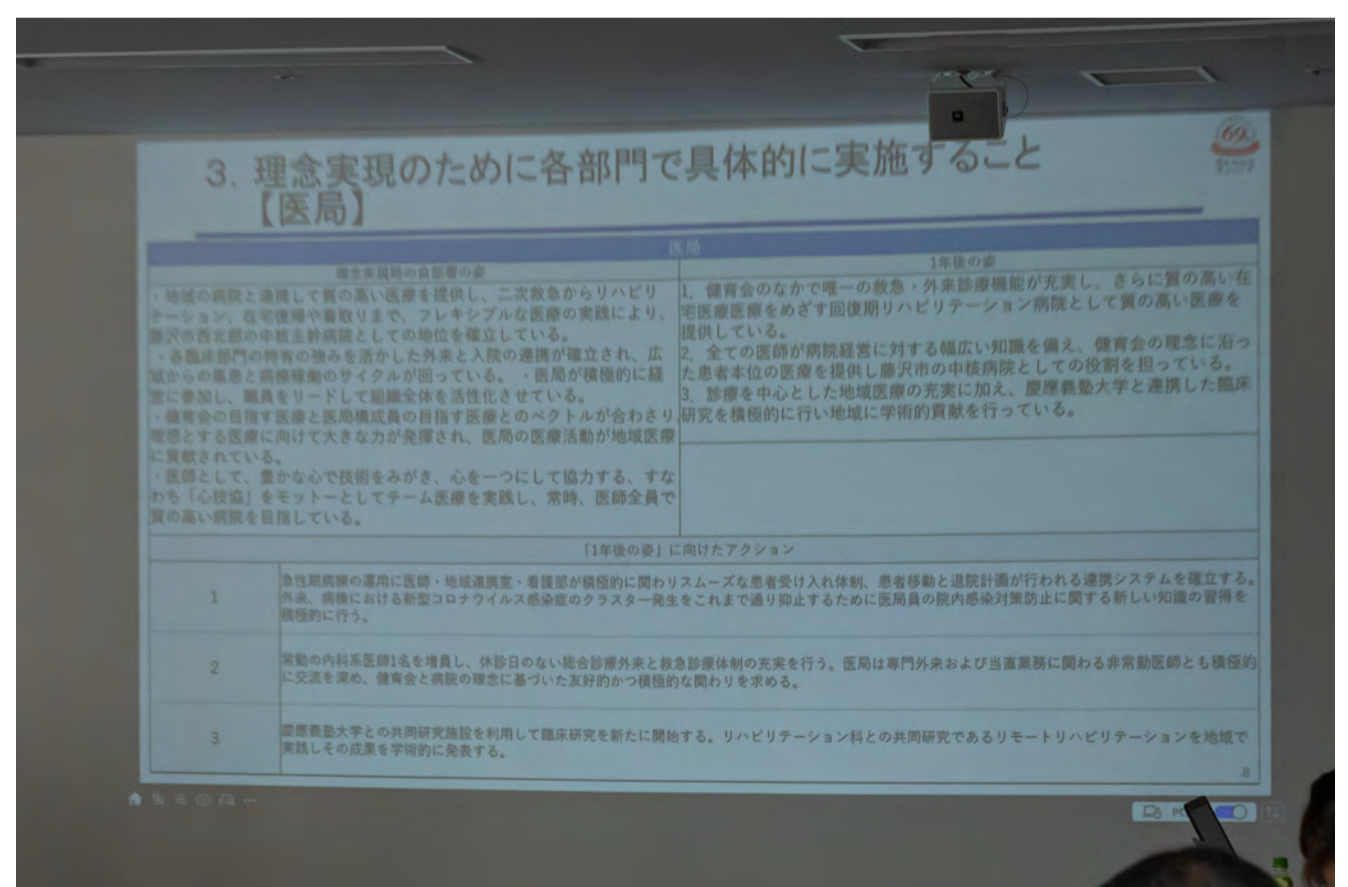 3. 理念実現のために各部門で具体的に実施すること
【医局】
69
医局
理念実現時の自部署の姿
1年後の姿
・地域の病院と連携して質の高い医療を提供し、二次救急からリハビリ
テーション、在宅復帰や看取りまで、フレキシブルな医療の実践により、
藤沢市西北部の中核主幹病院としての地位を確立している。
・各臨床部門の特有の強みを活かした外来と入院の連携が確立され、広
域からの集患と病棟稼働のサイクルが回っている。 ・医局が積極的に経
営に参加し、職員をリードして組織全体を活性化させている。
・健育会の目指す医療と医局構成員の目指す医療とのベクトルが合わさり、
理想とする医療に向けて大きな力が発揮され、医局の医療活動が地域医療
に貢献されている。
・医師として、豊かな心で技術をみがき、心を一つにして協力する、すな
わち「心技協」をモットーとしてチーム医療を実践し、常時、医師全員で
質の高い病院を目指している。
1. 健育会のなかで唯一の救急・外来診療機能が充実し、さらに質の高い在
宅医療医療をめざす回復期リハビリテーション病院として質の高い医療を
提供している。
2. 全ての医師が病院経営に対する幅広い知識を備え、健育会の理念に沿っ
た患者本位の医療を提供し藤沢市の中核病院としての役割を担っている。
3. 診療を中心とした地域医療の充実に加え、慶應義塾大学と連携した臨床
研究を積極的に行い地域に学術的貢献を行っている。
「1年後の姿」に向けたアクション
1
急性期病棟の運用に医師・地域連携室・看護部が積極的に関わりスムーズな患者受け入れ体制、患者移動と退院計画が行われる連携システムを確立する。
外来、病棟における新型コロナウイルス感染症のクラスター発生をこれまで通り抑止するために医局員の院内感染対策防止に関する新しい知識の習得を
積極的に行う。
2
常勤の内科系医師1名を増員し、休診日のない総合診療外来と救急診療体制の充実を行う。医局は専門外来および当直業務に関わる非常勤医師とも積極的
に交流を深め、健育会と病院の理念に基づいた友好的かつ積極的な関わりを求める。
3
慶應義塾大学との共同研究施設を利用して臨床研究を新たに開始する。リハビリテーション科との共同研究であるリモートリハビリテーションを地域で
実践しその成果を学術的に発表する。
8
PC